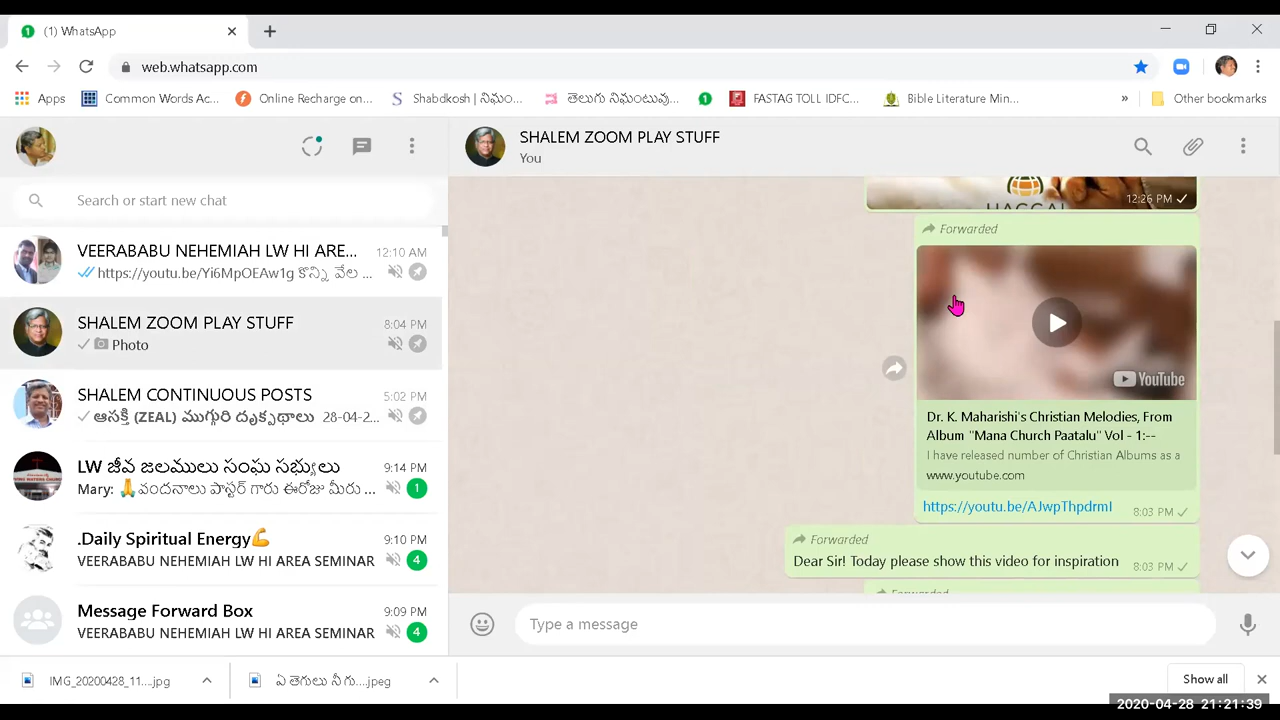 (1) WhatsApp
web.whatsapp.com
Apps Common Words Ac... Online Recharge on... Shabdkosh | నిఘం... తెలుగు నిఘంటువు... 1 FASTAG TOLL IDFC... Bible Literature Min... » Other bookmarks
SHALEM ZOOM PLAY STUFF
You
Search or start new chat
VEERABABU NEHEMIAH LW HI AREA... 12:10 AM
https://youtu.be/Yi6MpOEAw1g కొన్ని వేల ...
SHALEM ZOOM PLAY STUFF 8:04 PM
Photo
SHALEM CONTINUOUS POSTS 5:02 PM
ఆసక్తి (ZEAL) ముగ్గురి దృక్పథాలు 28-04-2...
LW జీవ జలములు సంఘ సభ్యులు 9:14 PM
Mary: 🙏వందనాలు పాస్టర్ గారు ఈరోజు మీరు ... 1
.Daily Spiritual Energy💪 9:10 PM
VEERABABU NEHEMIAH LW HI AREA SEMINAR 4
Message Forward Box 9:09 PM
VEERABABU NEHEMIAH LW HI AREA SEMINAR 4
HAGGAI 12:26 PM
Forwarded
YouTube
Dr. K. Maharishi's Christian Melodies, From
Album "Mana Church Paatalu" Vol - 1:--
I have released number of Christian Albums as a
www.youtube.com
https://youtu.be/AJwpThpdrmI 8:03 PM
Forwarded
Dear Sir! Today please show this video for inspiration 8:03 PM
Forwarded
Type a message
IMG_20200428_11....jpg ఏ తెగులు నీ గు....jpeg Show all
2020-04-28 21:21:39